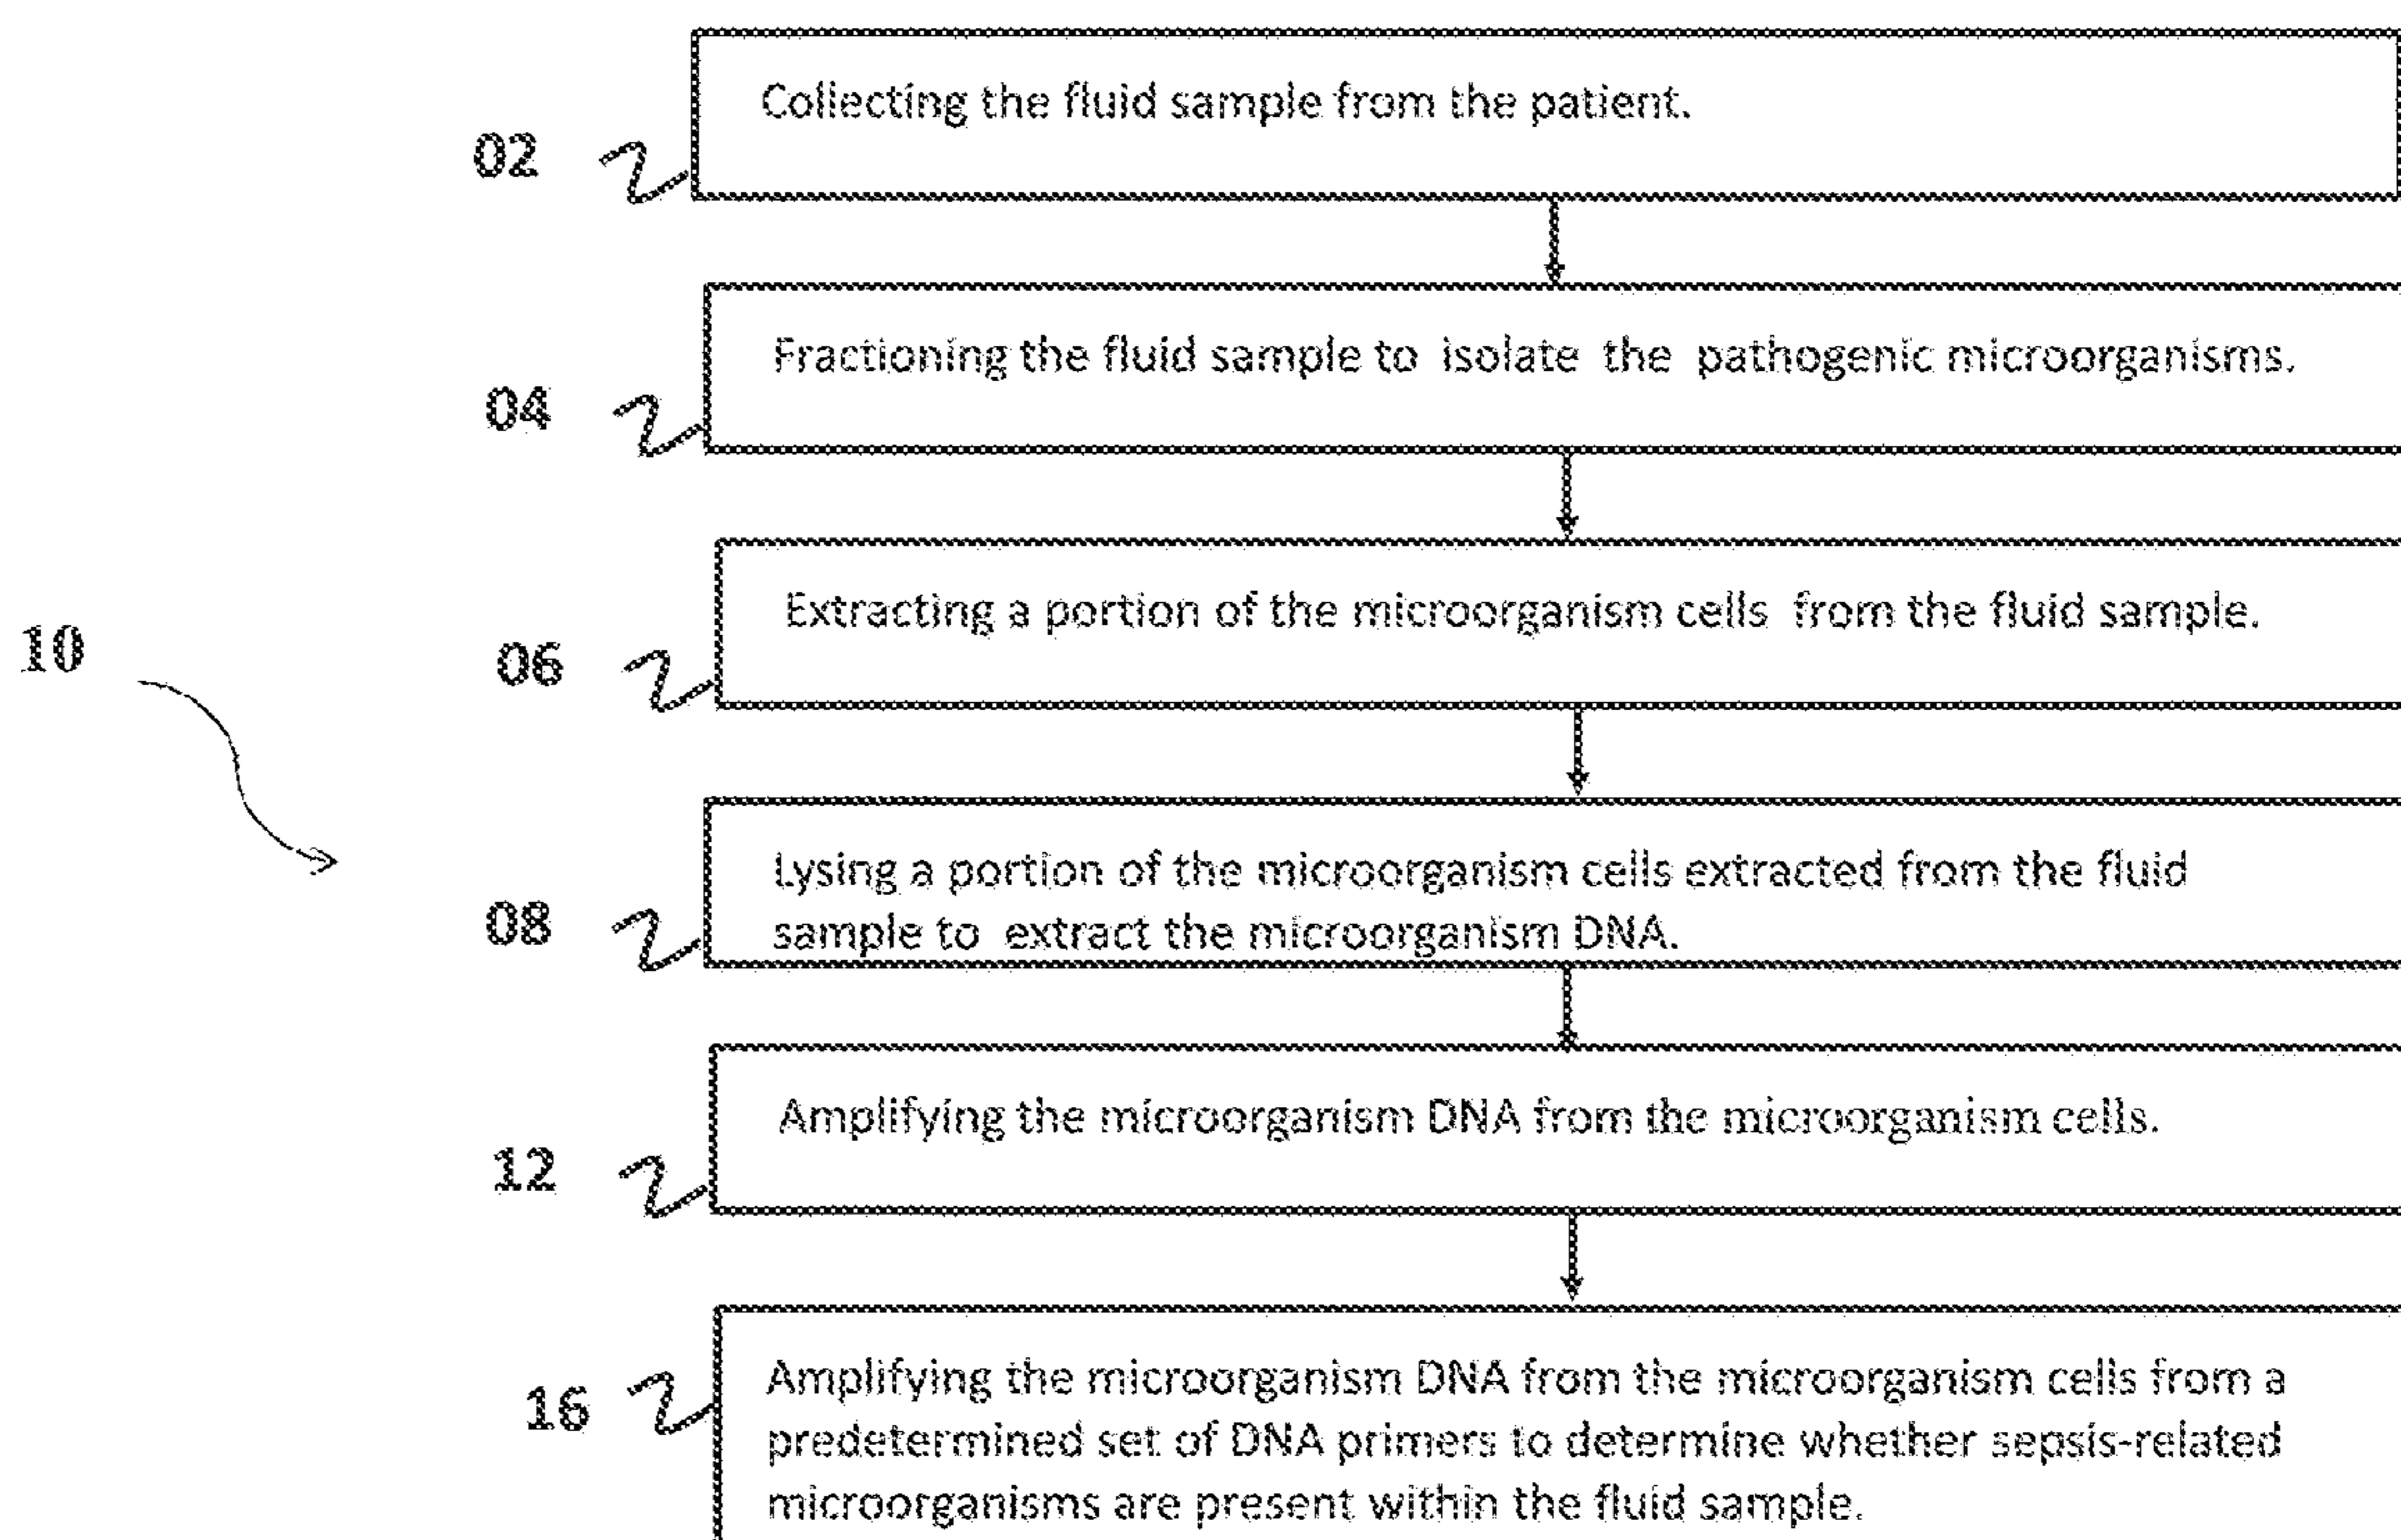 Collecting the fluid sample from the patient.
02
Fractioning the fluid sample to isolate the pathogenic microorganisms.
04
Extracting a portion of the microorganism cells from the fluid sample.
10
06
Lysing a portion of the microorganism cells extracted from the fluid
sample to extract the microorganism DNA.
08
Amplifying the microorganism DNA from the microorganism cells.
12
Amplifying the microorganism DNA from the microorganism cells from a
16
predetermined set of DNA primers to determine whether sepsis-related
microorganisms are present within the fluid sample.